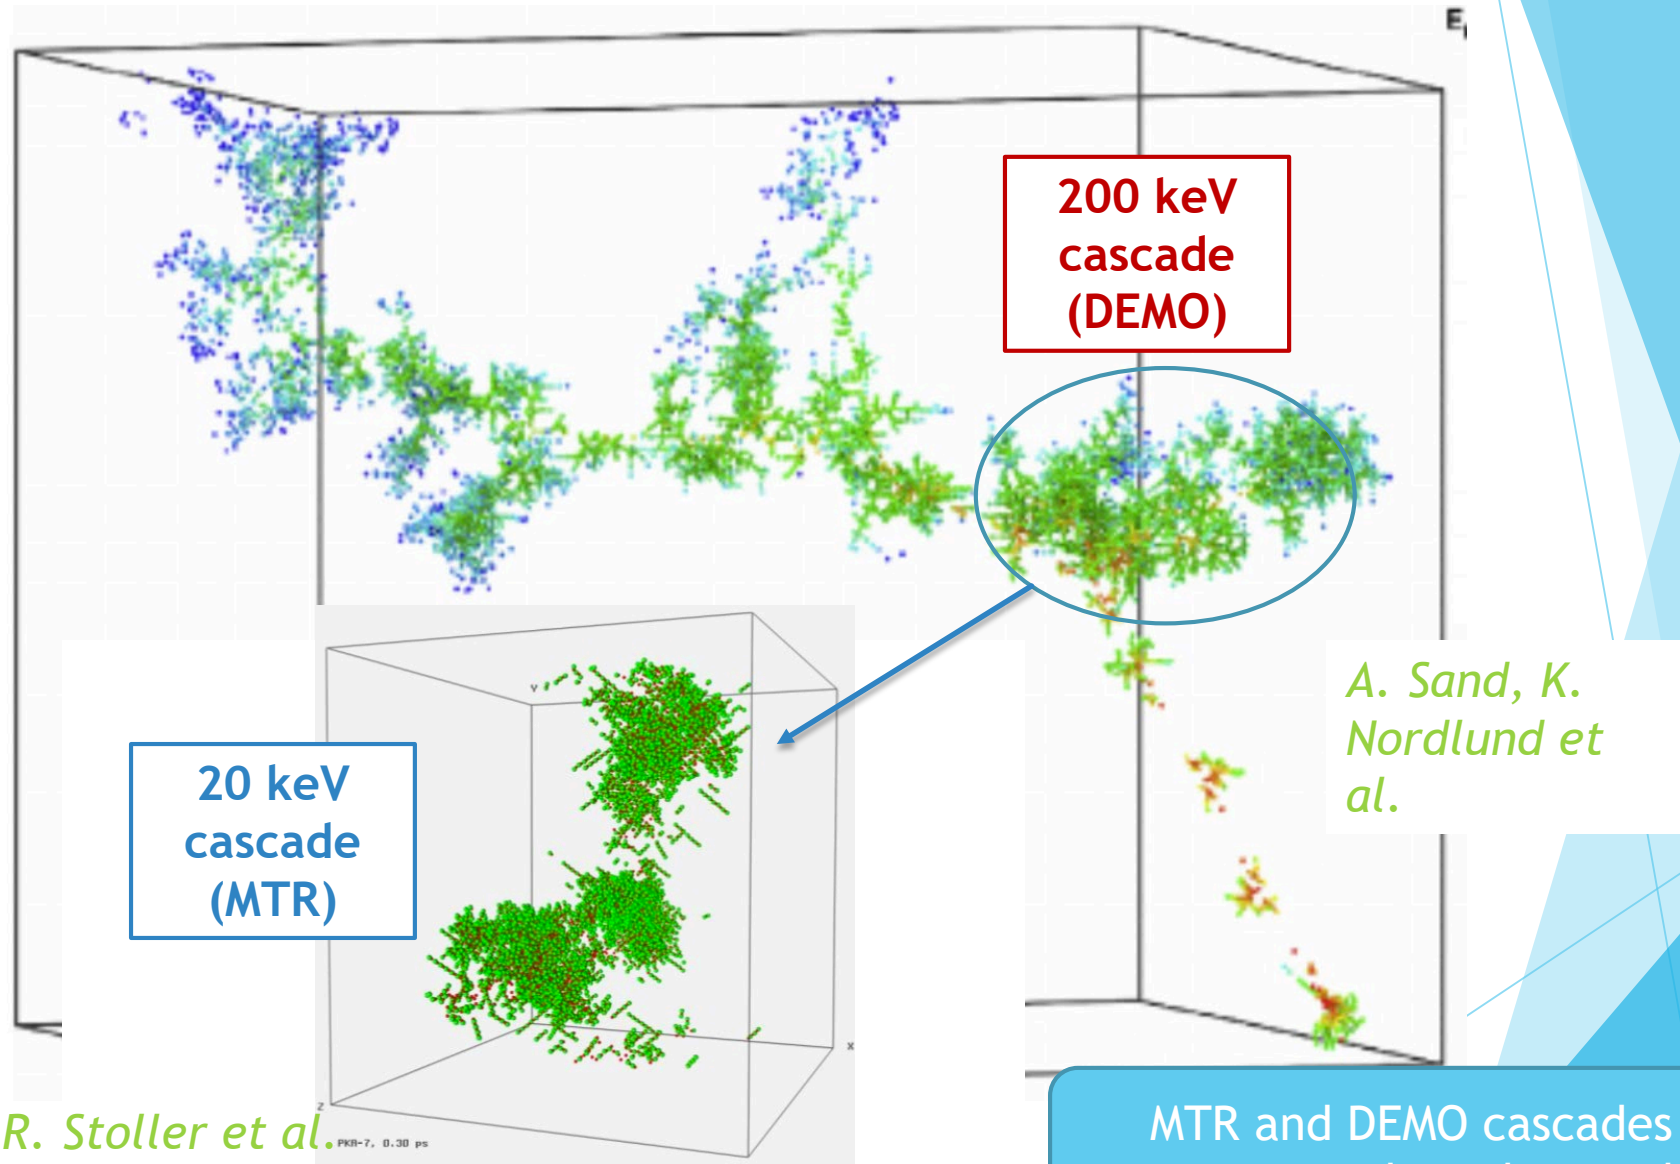 E
200 keV
cascade
(DEMO)
20 keV
cascade
(MTR)
A. Sand, K.
Nordlund et
al.
Y
X
Z
PKA-7, 0.30 ps
R. Stoller et al.
MTR and DEMO cascades